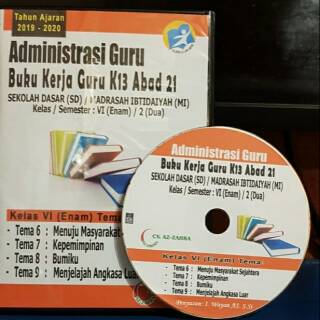 Tahun Ajaran
2019 - 2020
Administrasi Guru
Buku Kerja Guru K13 Abad 21
SEKOLAH DASAR (SD) / MADRASAH IBTIDAIYAH (MI)
Kelas / Semester : VI (Enam) / 2 (Dua)
Kelas VI (Enam) Tema
- Tema 6 : Menuju Masyarakat
- Tema 7 : Kepemimpinan
- Tema 8 : Bumiku
- Tema 9 : Menjelajah Angkasa Luar
Administrasi Guru
Buku Kerja Guru K13 Abad 21
SEKOLAH DASAR (SD) / MADRASAH IBTIDAIYAH (MI)
Kelas / Semester : VI (Enam) / 2 (Dua)
CV. AZ-ZAHRA
Kelas VI (Enam) Tema
- Tema 6 : Menuju Masyarakat Sejahtera
- Tema 7 : Kepemimpinan
- Tema 8 : Bumiku
- Tema 9 : Menjelajah Angkasa Luar
Penyusun : I. Wayan